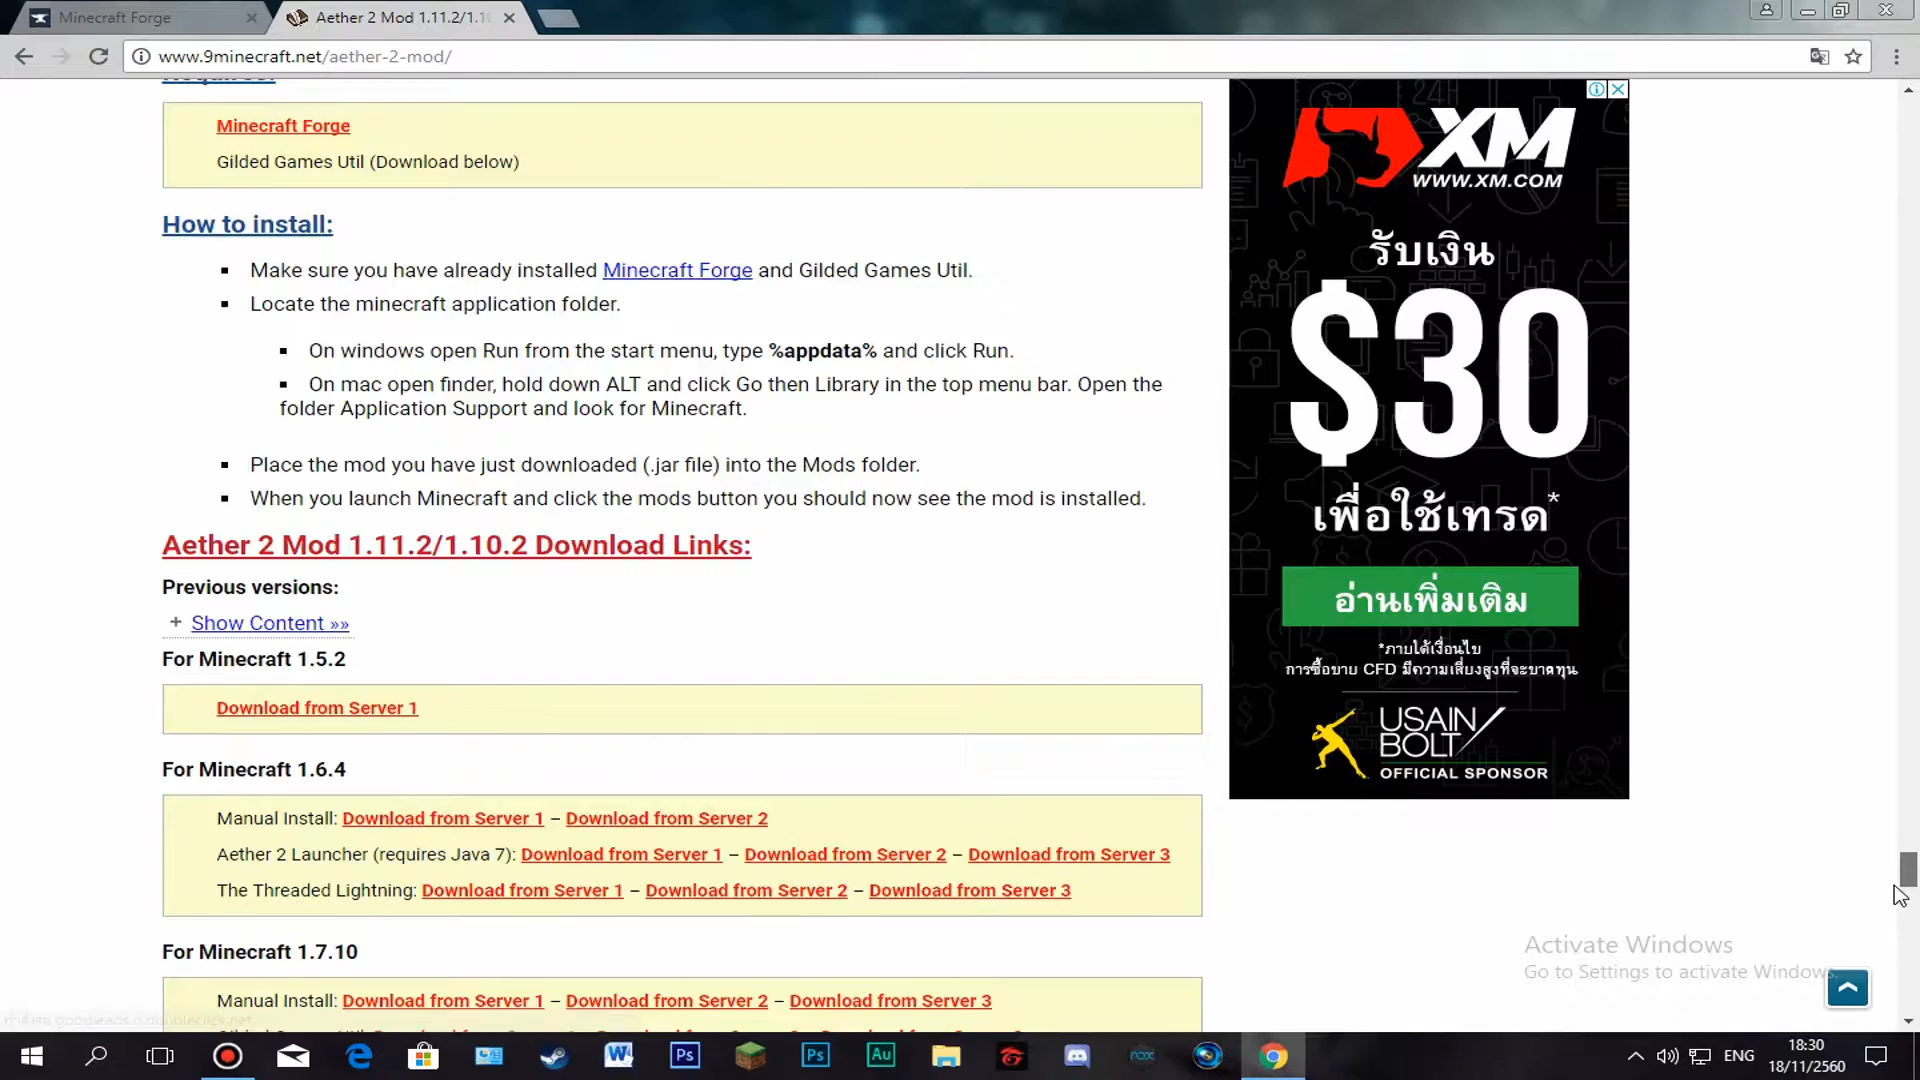 Minecraft Forge
Aether 2 Mod 1.11.2/1.1
www.9minecraft.net/aether-2-mod/
Minecraft Forge
Gilded Games Util (Download below)
How to install:
Make sure you have already installed Minecraft Forge and Gilded Games Util.
Locate the minecraft application folder.
On windows open Run from the start menu, type %appdata% and click Run.
On mac open finder, hold down ALT and click Go then Library in the top menu bar. Open the
folder Application Support and look for Minecraft.
Place the mod you have just downloaded (.jar file) into the Mods folder.
When you launch Minecraft and click the mods button you should now see the mod is installed.
Aether 2 Mod 1.11.2/1.10.2 Download Links:
Previous versions:
+ Show Content »»
For Minecraft 1.5.2
Download from Server 1
For Minecraft 1.6.4
Manual Install: Download from Server 1 – Download from Server 2
Aether 2 Launcher (requires Java 7): Download from Server 1 – Download from Server 2 – Download from Server 3
The Threaded Lightning: Download from Server 1 – Download from Server 2 – Download from Server 3
For Minecraft 1.7.10
Manual Install: Download from Server 1 – Download from Server 2 – Download from Server 3
XM
WWW.XM.COM
รับเงิน
$30
เพื่อใช้เทรด*
อ่านเพิ่มเติม
*ภายใต้เงื่อนไข
การซื้อขาย CFD มีความเสี่ยงสูงที่จะขาดทุน
USAIN
BOLT
OFFICIAL SPONSOR
Activate Windows
Go to Settings to activate Windows.
ENG
18:30
18/11/2560